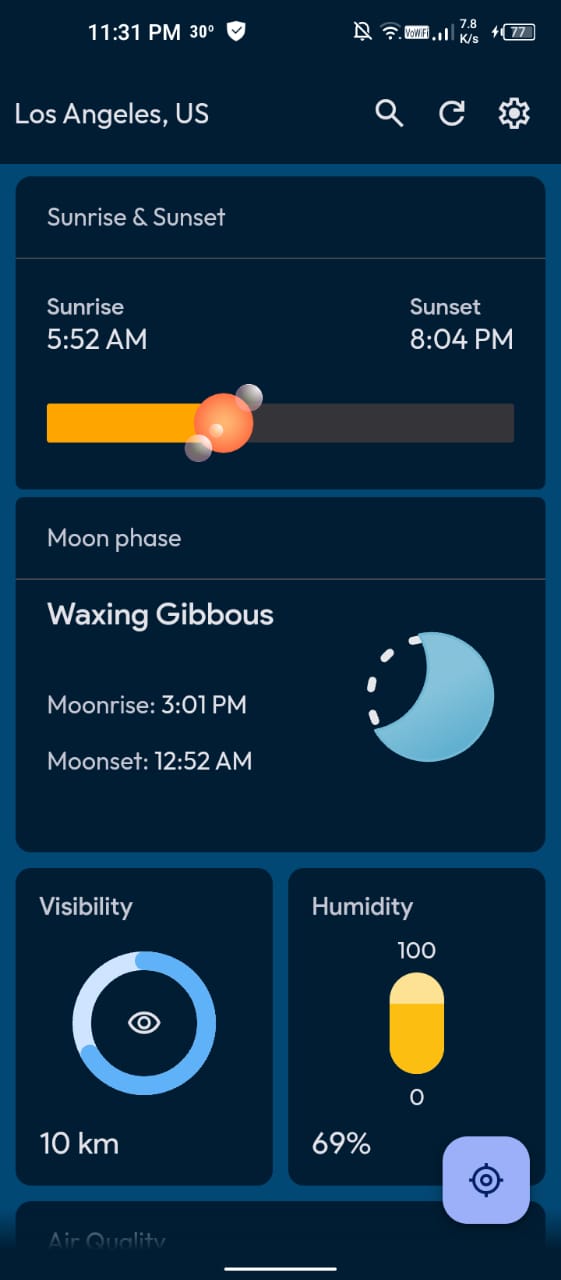 11:31 PM 30° VoWiFi 7.8 K/s 77
Los Angeles, US
Sunrise & Sunset
Sunrise Sunset
5:52 AM 8:04 PM
Moon phase
Waxing Gibbous
Moonrise: 3:01 PM
Moonset: 12:52 AM
Visibility Humidity
100
0
10 km 69%
Air Quality